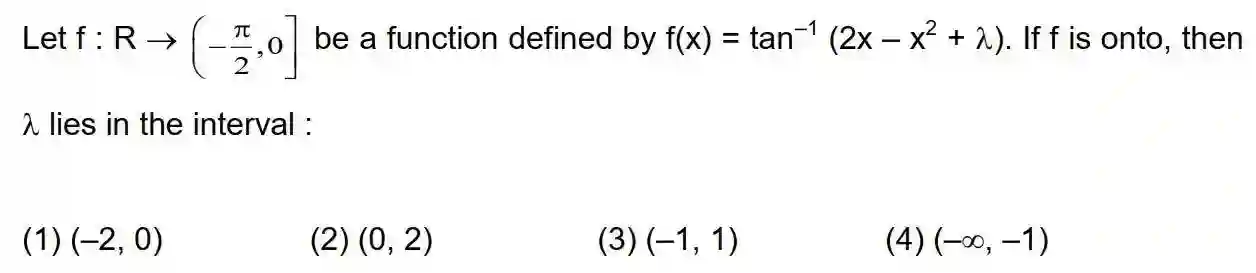 Let f : R → (−π/2, 0] be a function defined by f(x) = tan⁻¹ (2x – x² + λ). If f is onto, then
λ lies in the interval :
(1) (–2, 0) (2) (0, 2) (3) (–1, 1) (4) (–∞, –1)